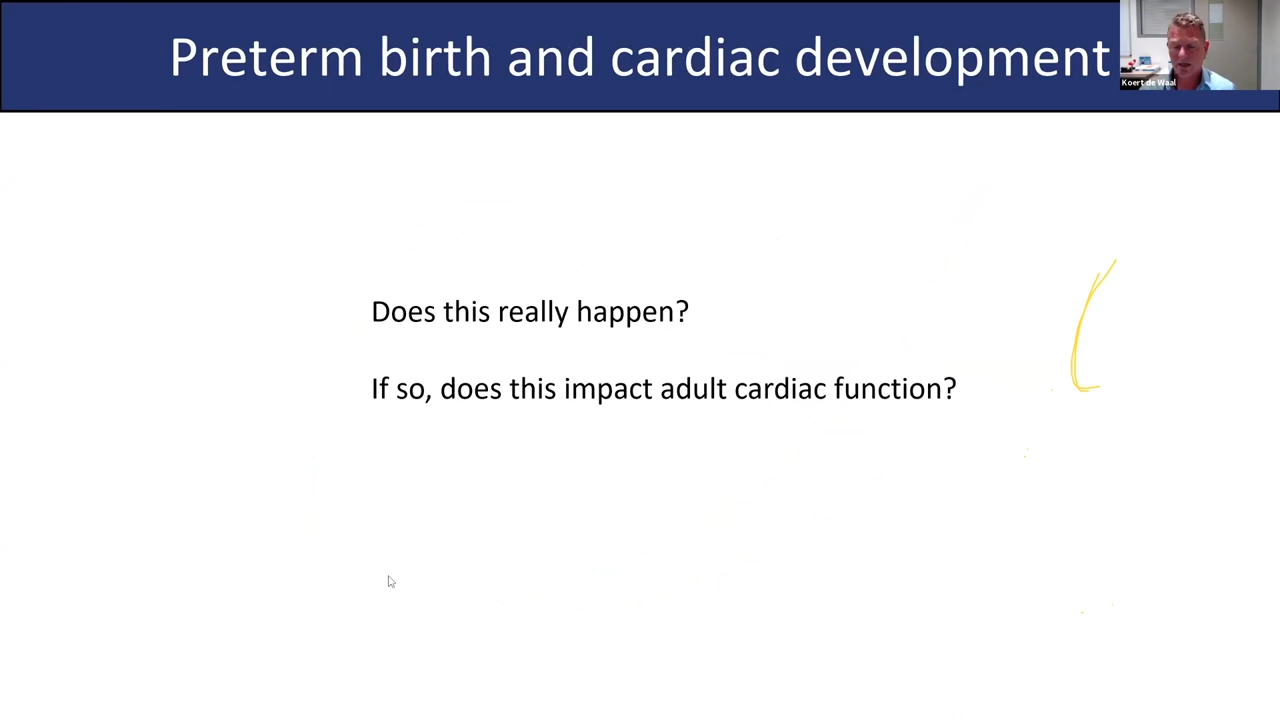 Preterm birth and cardiac development
Koert de Waal
Does this really happen?
If so, does this impact adult cardiac function?